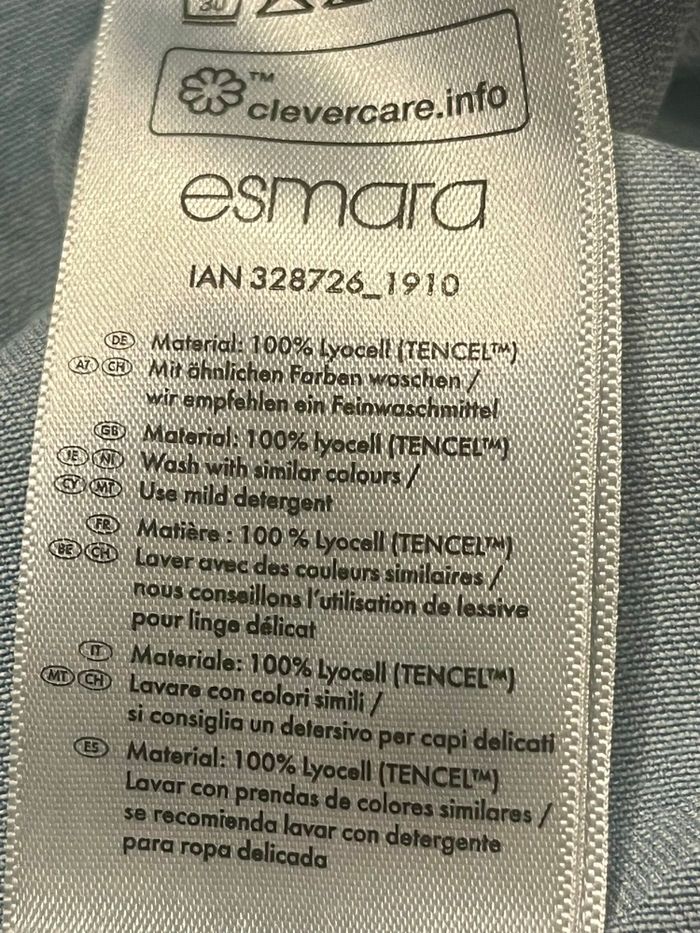 30
™
clevercare.info
esmara
IAN 328726_1910
DE Material: 100% Lyocell (TENCEL™)
AT CH Mit ähnlichen Farben waschen /
wir empfehlen ein Feinwaschmittel
GB Material: 100% lyocell (TENCEL™)
IE NI Wash with similar colours /
CY MT Use mild detergent
FR Matière : 100 % Lyocell (TENCEL™)
BE CH Laver avec des couleurs similaires /
nous conseillons l'utilisation de lessive
pour linge délicat
IT Materiale: 100% Lyocell (TENCEL™)
MT CH Lavare con colori simili /
si consiglia un detersivo per capi delicati
ES Material: 100% Lyocell (TENCEL™)
Lavar con prendas de colores similares /
se recomienda lavar con detergente
para ropa delicada